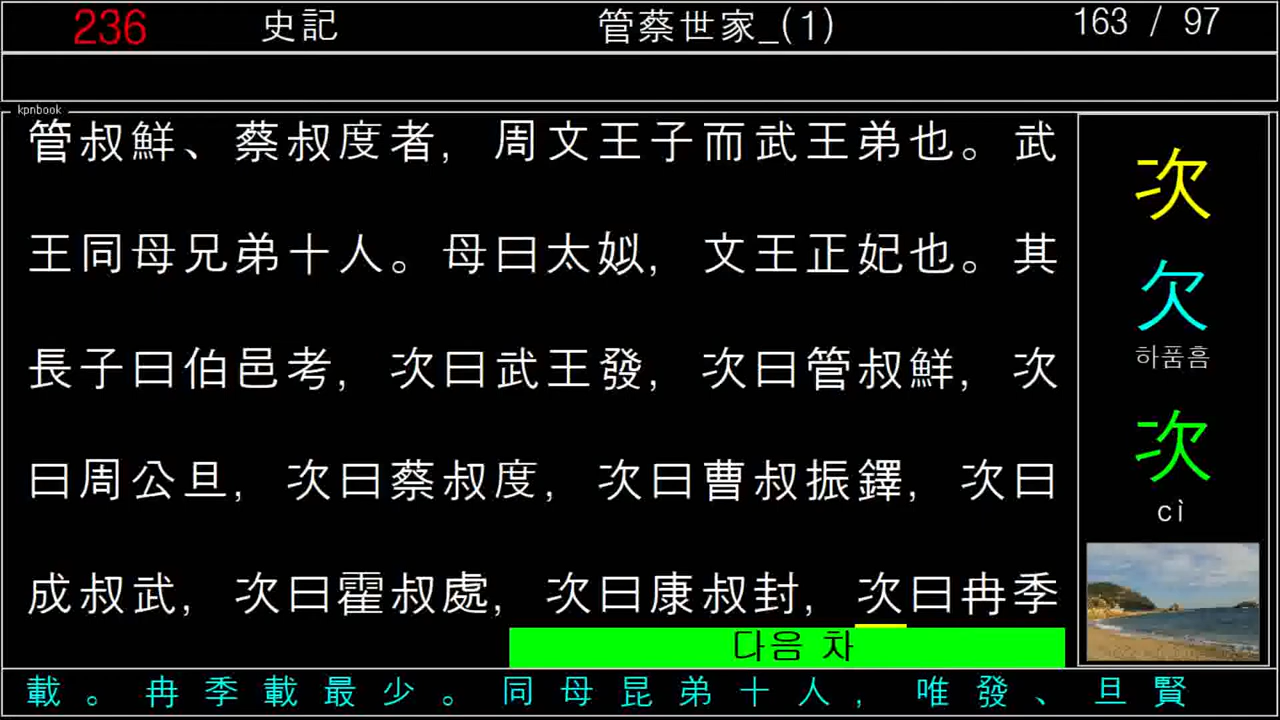 236 史記 管蔡世家_(1) 163 / 97
kpnbook
管叔鮮、蔡叔度者, 周文王子而武王弟也。武
王同母兄弟十人。母曰太姒, 文王正妃也。其
長子曰伯邑考, 次曰武王發, 次曰管叔鮮, 次
曰周公旦, 次曰蔡叔度, 次曰曹叔振鐸, 次曰
成叔武, 次曰霍叔處, 次曰康叔封, 次曰冉季
다음 차
載。冉季載最少。同母昆弟十人, 唯發、旦賢
次
欠
하품흠
次
cì